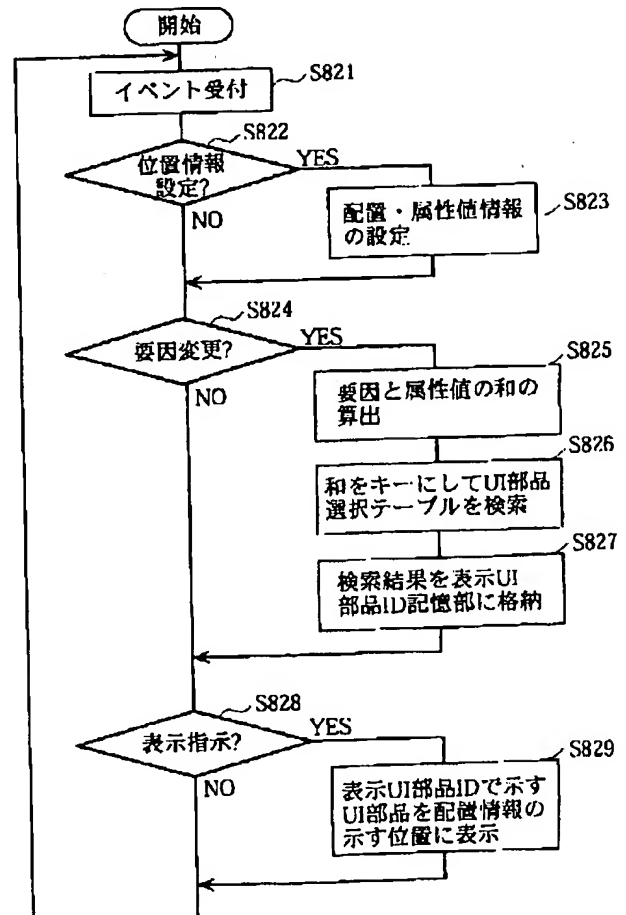 開始
イベント受付
S821
S822
位置情報
設定?
YES
NO
配置・属性値情報
の設定
S823
S824
要因変更?
YES
NO
S825
要因と属性値の和の
算出
S826
和をキーにしてUI部品
選択テーブルを検索
S827
検索結果を表示UI
部品ID記憶部に格納
S828
表示指示?
YES
NO
S829
表示UI部品IDで示す
UI部品を配置情報の
示す位置に表示